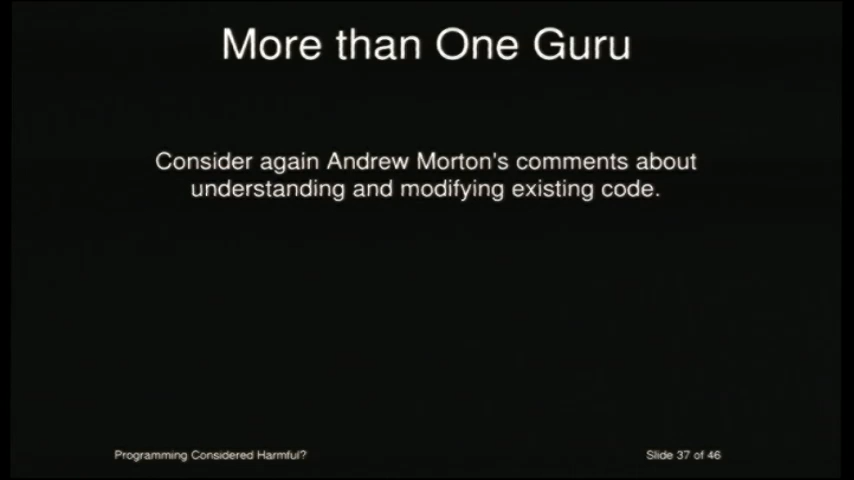 More than One Guru
Consider again Andrew Morton's comments about
understanding and modifying existing code.
Programming Considered Harmful?
Slide 37 of 46